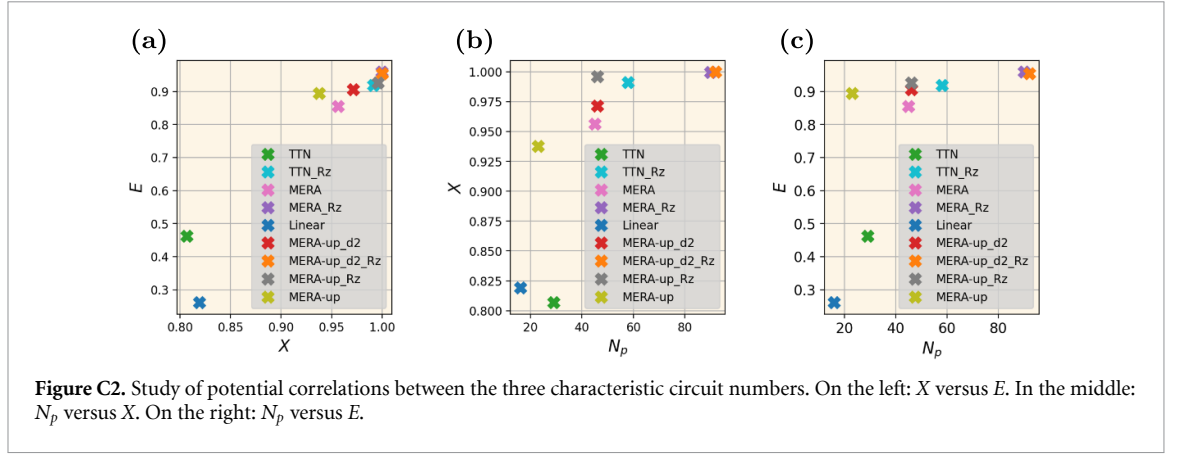 (a)
(b)
(c)
0.9
0.8
0.7
0.6
0.5
0.4
0.3
E
0.80 0.85 0.90 0.95 1.00
X
TTN
TTN_Rz
MERA
MERA_Rz
Linear
MERA-up_d2
MERA-up_d2_Rz
MERA-up_Rz
MERA-up
1.000
0.975
0.950
0.925
0.900
0.875
0.850
0.825
0.800
X
20 40 60 80
Np
TTN
TTN_Rz
MERA
MERA_Rz
Linear
MERA-up_d2
MERA-up_d2_Rz
MERA-up_Rz
MERA-up
0.9
0.8
0.7
0.6
0.5
0.4
0.3
E
20 40 60 80
Np
TTN
TTN_Rz
MERA
MERA_Rz
Linear
MERA-up_d2
MERA-up_d2_Rz
MERA-up_Rz
MERA-up
Figure C2. Study of potential correlations between the three characteristic circuit numbers. On the left: X versus E. In the middle:
Np versus X. On the right: Np versus E.